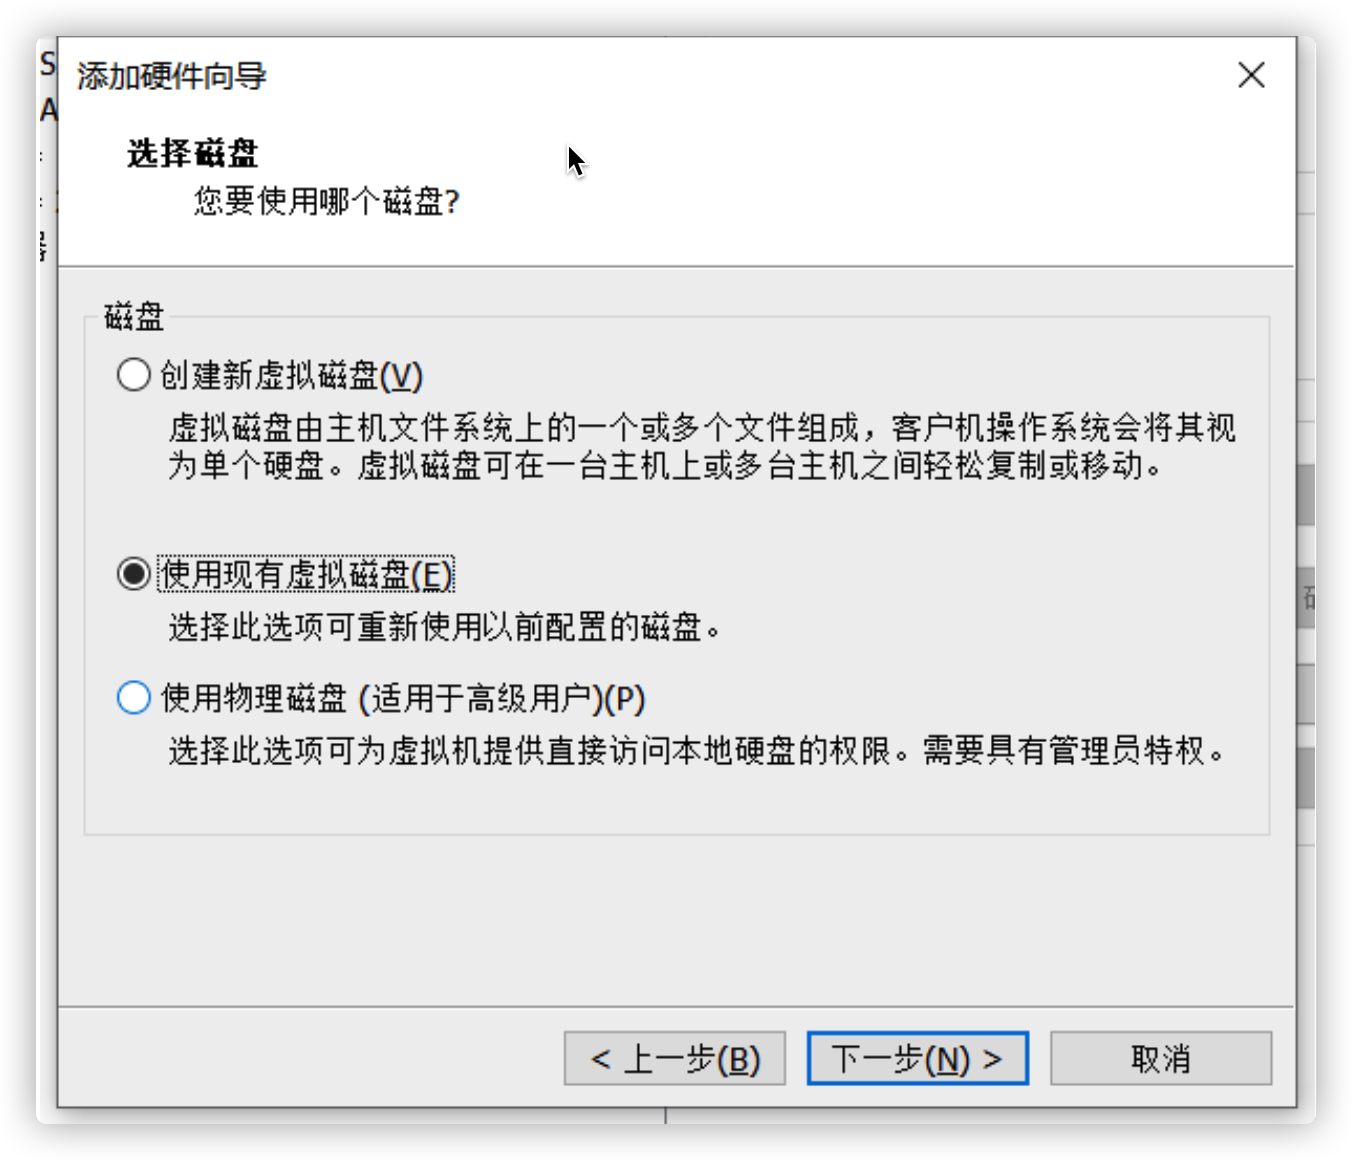 S
添加硬件向导
A
选择磁盘
您要使用哪个磁盘?
器
磁盘
创建新虚拟磁盘(V)
虚拟磁盘由主机文件系统上的一个或多个文件组成，客户机操作系统会将其视
为单个硬盘。虚拟磁盘可在一台主机上或多台主机之间轻松复制或移动。
使用现有虚拟磁盘(E)
选择此选项可重新使用以前配置的磁盘。
使用物理磁盘 (适用于高级用户)(P)
选择此选项可为虚拟机提供直接访问本地硬盘的权限。需要具有管理员特权。
< 上一步(B)
下一步(N) >
取消